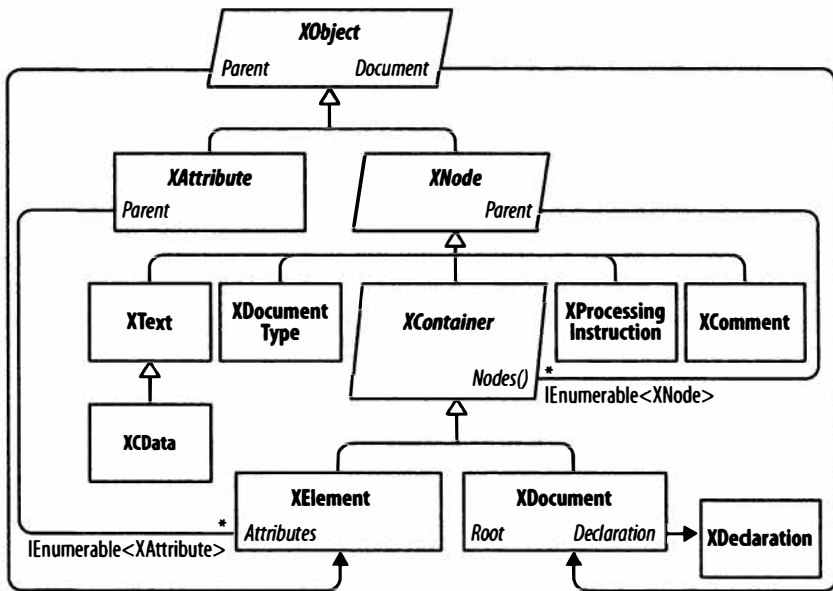 XObject
Parent Document
XAttribute
Parent
XNode
Parent
XText
XDocument
Type
XContainer
Nodes()
XProcessing
Instruction
XComment
*
IEnumerable<XNode>
XCData
XElement
Attributes
*
IEnumerable<XAttribute>
XDocument
Root Declaration
XDeclaration